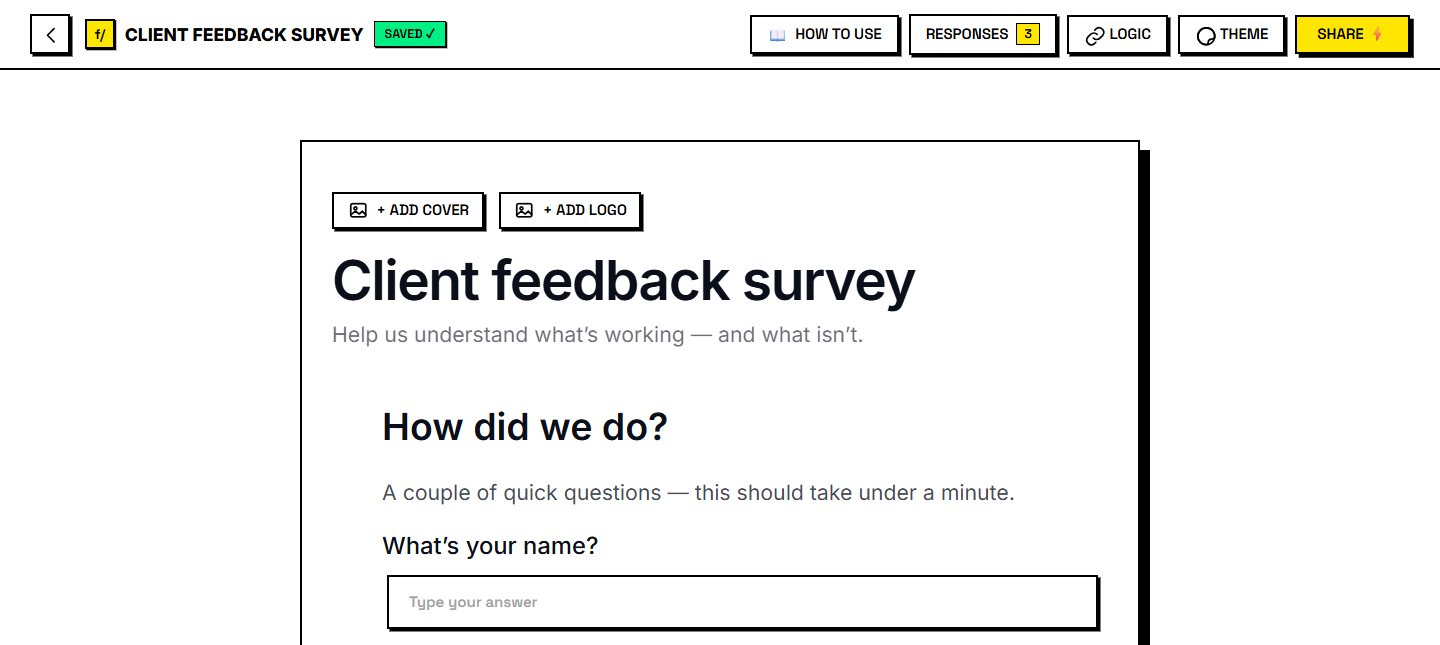 f/ CLIENT FEEDBACK SURVEY SAVED ✓ HOW TO USE RESPONSES 3 LOGIC THEME SHARE
+ ADD COVER + ADD LOGO
Client feedback survey
Help us understand what’s working — and what isn’t.
How did we do?
A couple of quick questions — this should take under a minute.
What’s your name?
Type your answer